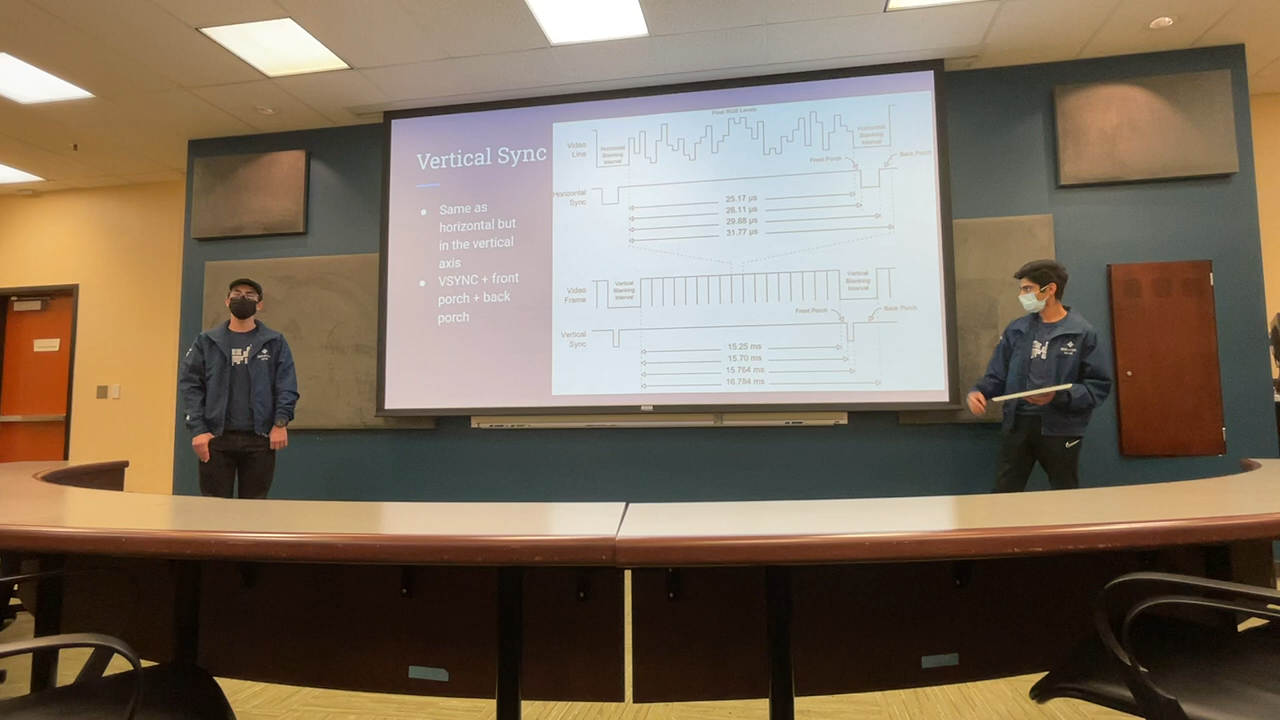 Vertical Sync
● Same as
horizontal but
in the vertical
axis
● VSYNC + front
porch + back
porch
Pixel RGB Levels
Video
Line
Horizontal
Blanking
Interval
Horizontal
Blanking
Interval
Front Porch
Back Porch
Horizontal
Sync
25.17 µs
26.11 µs
29.88 µs
31.77 µs
Video
Frame
Vertical
Blanking
Interval
Vertical
Blanking
Interval
Front Porch
Back Porch
Vertical
Sync
15.25 ms
15.70 ms
15.764 ms
16.784 ms